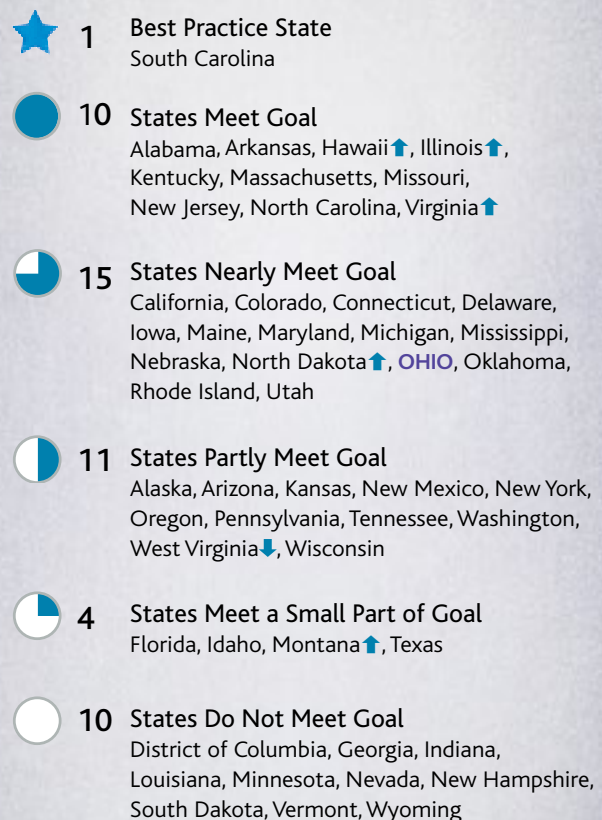 1 Best Practice State
South Carolina
10 States Meet Goal
Alabama, Arkansas, Hawaii⬆, Illinois⬆,
Kentucky, Massachusetts, Missouri,
New Jersey, North Carolina, Virginia⬆
15 States Nearly Meet Goal
California, Colorado, Connecticut, Delaware,
Iowa, Maine, Maryland, Michigan, Mississippi,
Nebraska, North Dakota⬆, OHIO, Oklahoma,
Rhode Island, Utah
11 States Partly Meet Goal
Alaska, Arizona, Kansas, New Mexico, New York,
Oregon, Pennsylvania, Tennessee, Washington,
West Virginia⬇, Wisconsin
4 States Meet a Small Part of Goal
Florida, Idaho, Montana⬆, Texas
10 States Do Not Meet Goal
District of Columbia, Georgia, Indiana,
Louisiana, Minnesota, Nevada, New Hampshire,
South Dakota, Vermont, Wyoming